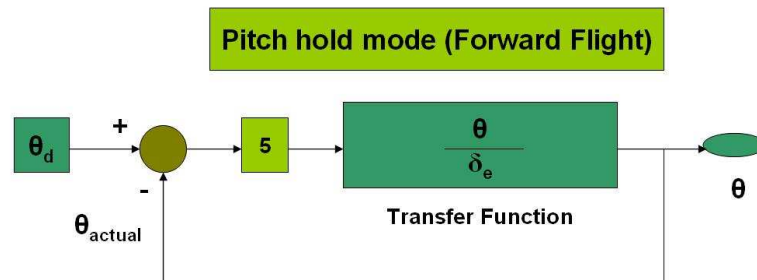 Pitch hold mode (Forward Flight)
θd
+
-
5
θ
δe
θ
Transfer Function
θactual